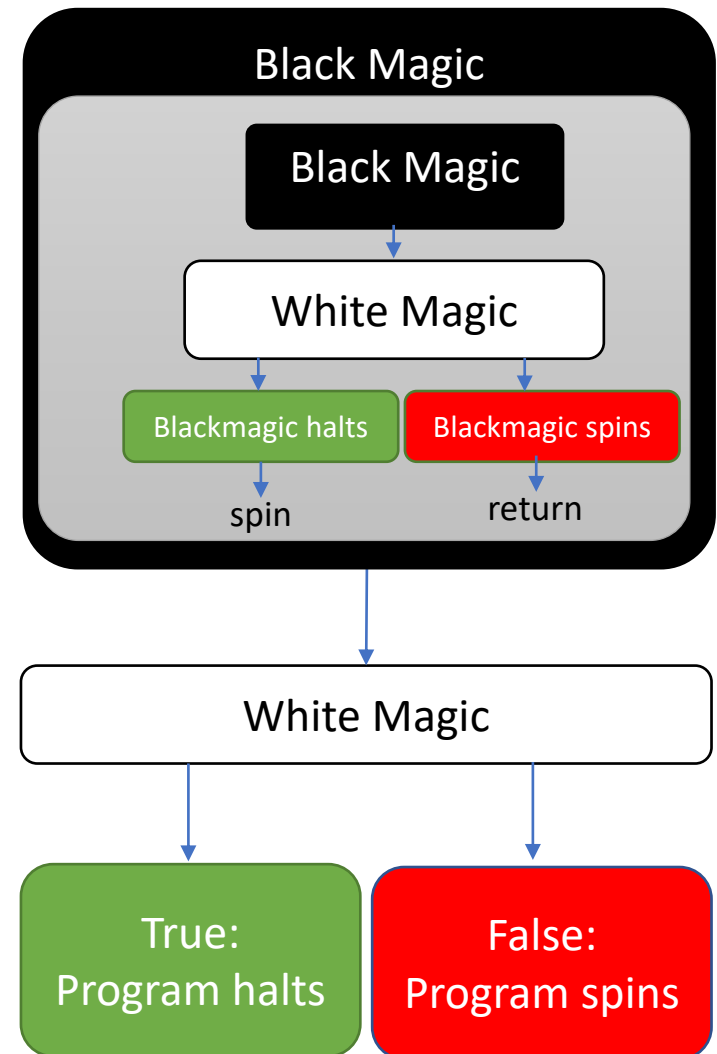 Black Magic
Black Magic
White Magic
Blackmagic halts
Blackmagic spins
spin
return
White Magic
True:
Program halts
False:
Program spins